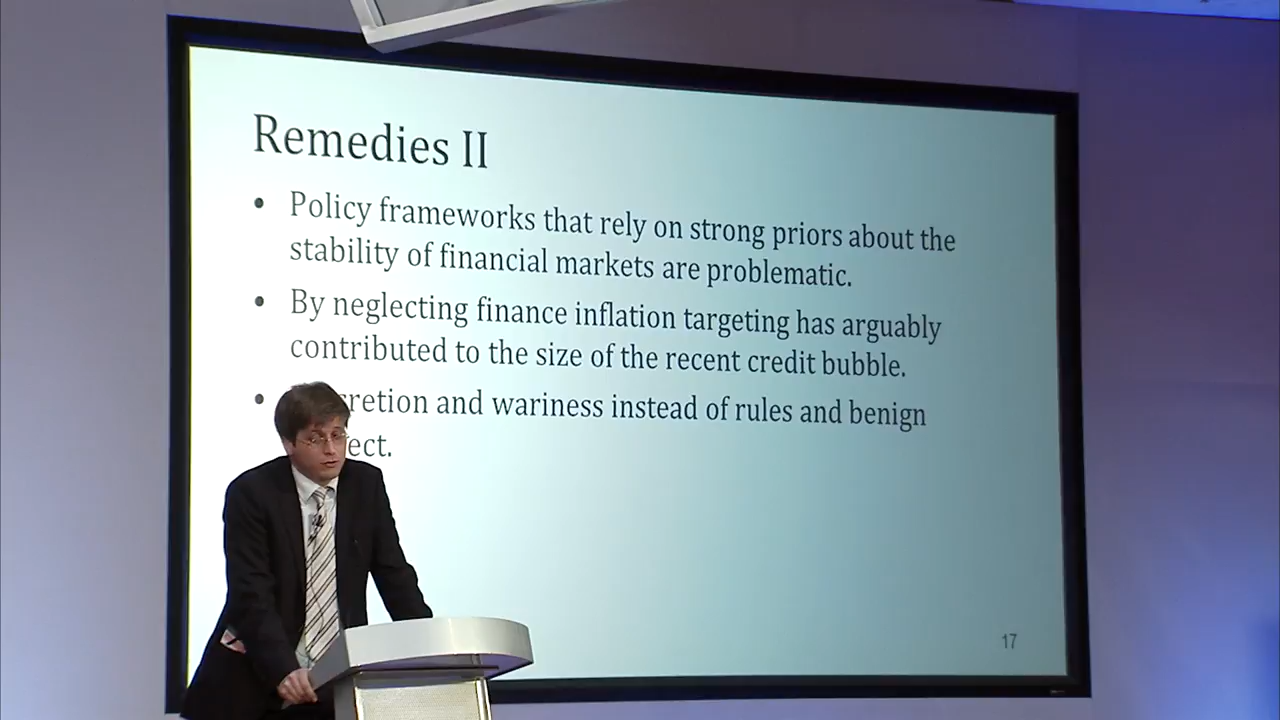 Remedies II
• Policy frameworks that rely on strong priors about the
stability of financial markets are problematic.
• By neglecting finance inflation targeting has arguably
contributed to the size of the recent credit bubble.
• and wariness instead of rules and benign
17